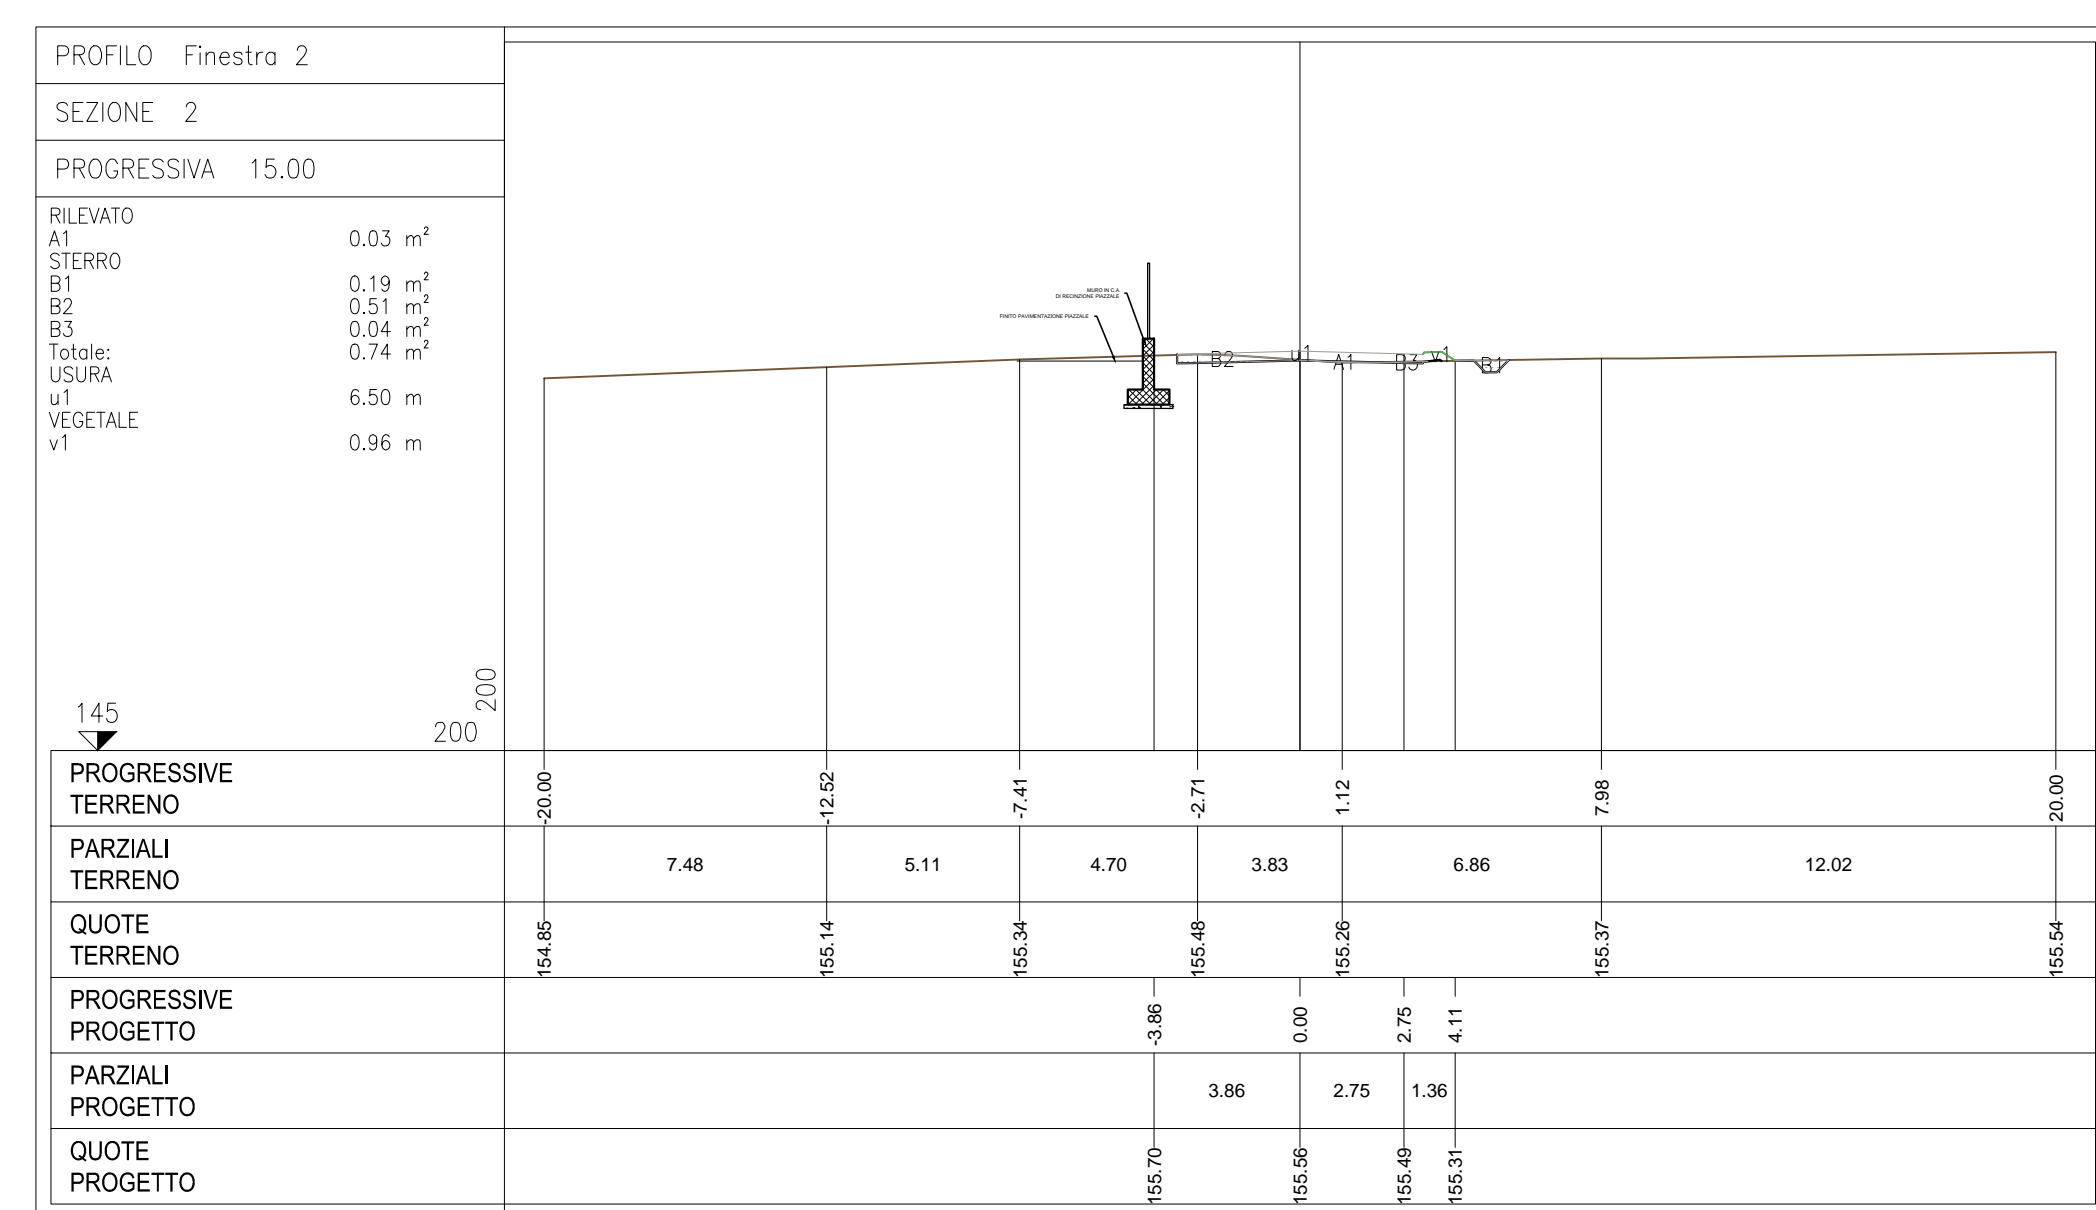 PROFILO Finestra 2
SEZIONE 2
PROGRESSIVA 15.00
RILEVATO
A1 0.03 m²
STERRO
B1 0.19 m²
B2 0.51 m²
B3 0.04 m²
Totale: 0.74 m²
USURA
u1 6.50 m
VEGETALE
v1 0.96 m
MURO IN C.A.
DI RECINZIONE PIAZZALE
FINITO PAVIMENTAZIONE PIAZZALE
B2 u1 A1 B3 v1 B1
200
145
200
PROGRESSIVE
TERRENO
-20.00 -12.52 -7.41 -2.71 1.12 7.98 20.00
PARZIALI
TERRENO
7.48 5.11 4.70 3.83 6.86 12.02
QUOTE
TERRENO
154.85 155.14 155.34 155.48 155.26 155.37 155.54
PROGRESSIVE
PROGETTO
-3.86 0.00 2.75 4.11
PARZIALI
PROGETTO
3.86 2.75 1.36
QUOTE
PROGETTO
155.70 155.56 155.49 155.31